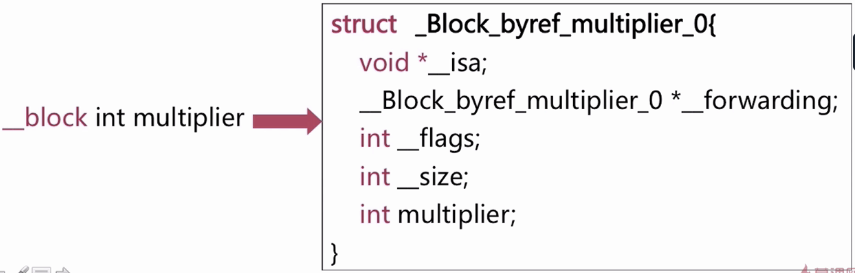 struct _Block_byref_multiplier_0{
void *__isa;
__Block_byref_multiplier_0 *__forwarding;
__block int multiplier
int __flags;
int __size;
int multiplier;
}